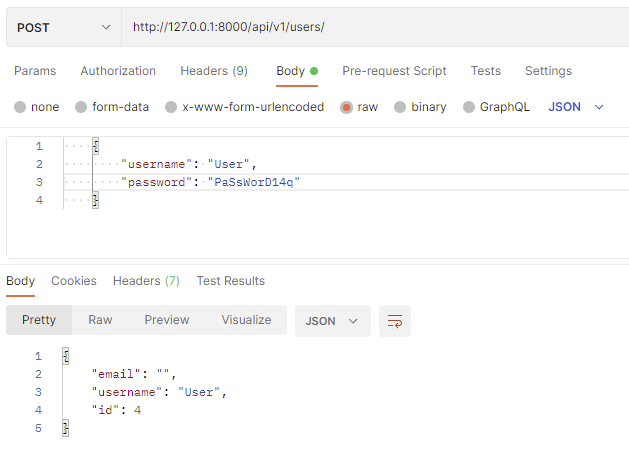 POST http://127.0.0.1:8000/api/v1/users/
Params Authorization Headers (9) Body Pre-request Script Tests Settings
none form-data x-www-form-urlencoded raw binary GraphQL JSON
1 {
2 "username": "User",
3 "password": "PaSsWorD14q"
4 }
Body Cookies Headers (7) Test Results
Pretty Raw Preview Visualize JSON
1 {
2 "email": "",
3 "username": "User",
4 "id": 4
5 }